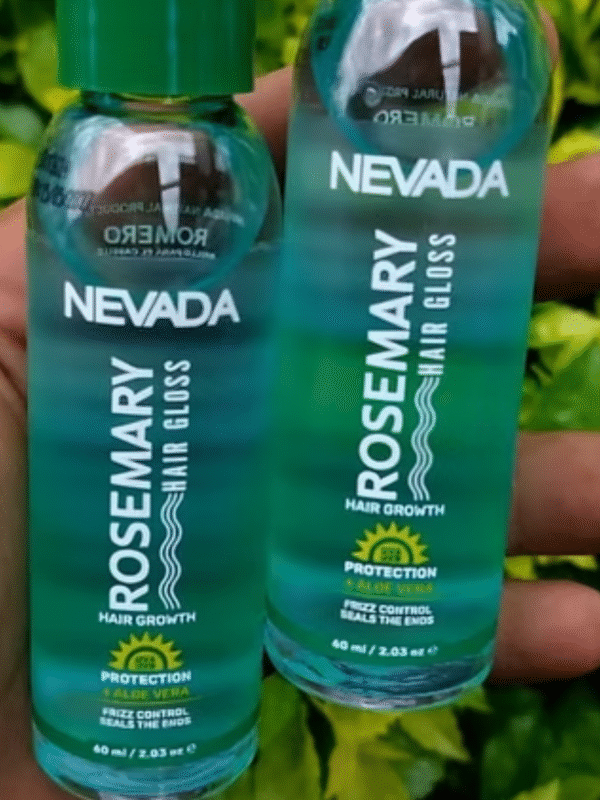 ROMERO
NEVADA
ROSEMARY
HAIR GLOSS
HAIR GROWTH
PROTECTION
+ ALOE VERA
FRIZZ CONTROL
SEALS THE ENDS
60 ml / 2.03 oz ℮
ROMERO
NEVADA
ROSEMARY
HAIR GLOSS
HAIR GROWTH
PROTECTION
+ ALOE VERA
FRIZZ CONTROL
SEALS THE ENDS
60 ml / 2.03 oz ℮